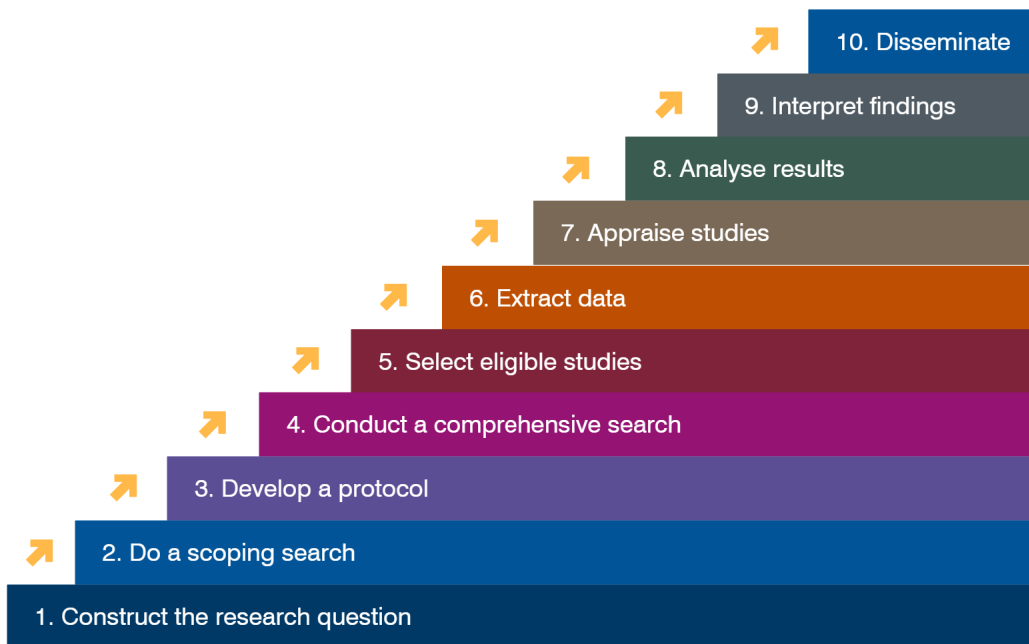 10. Disseminate
9. Interpret findings
8. Analyse results
7. Appraise studies
6. Extract data
5. Select eligible studies
4. Conduct a comprehensive search
3. Develop a protocol
2. Do a scoping search
1. Construct the research question